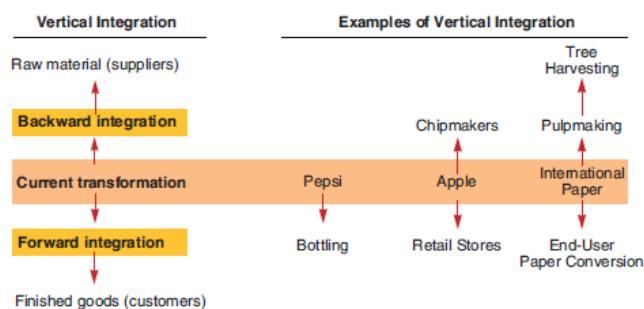 Vertical Integration
Examples of Vertical Integration
Raw material (suppliers)
Tree
Harvesting
Backward integration
Chipmakers
Pulpmaking
Current transformation
Pepsi
Apple
International
Paper
Forward integration
Bottling
Retail Stores
End-User
Paper Conversion
Finished goods (customers)